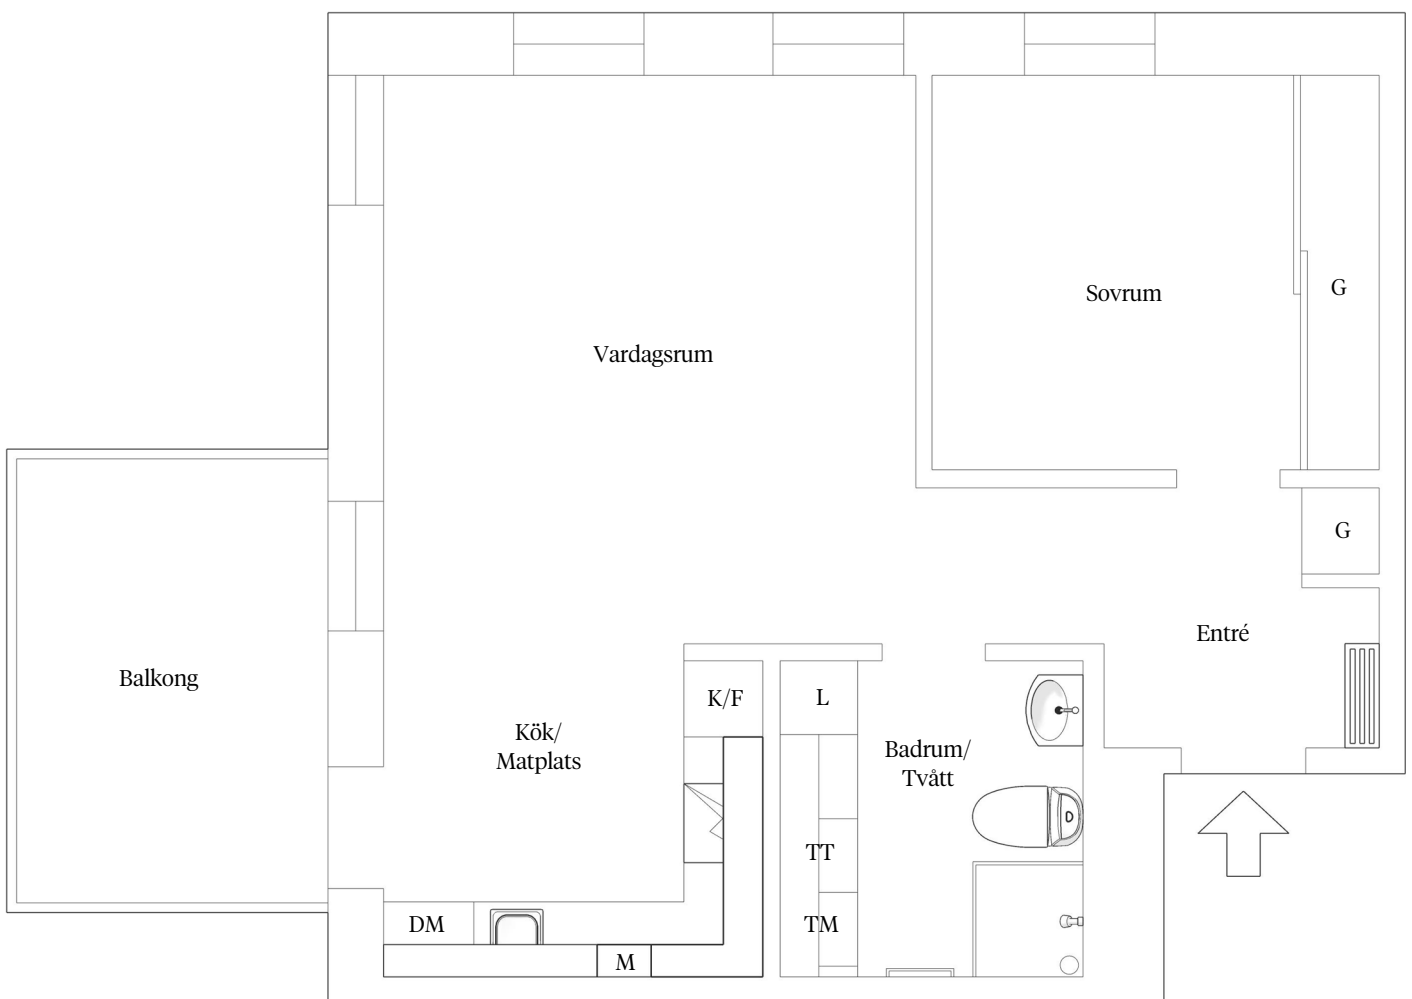 Sovrum
G
Vardagsrum
G
Entré
Balkong
K/F
L
Kök/
Matplats
Badrum/
Tvätt
TT
DM
TM
M